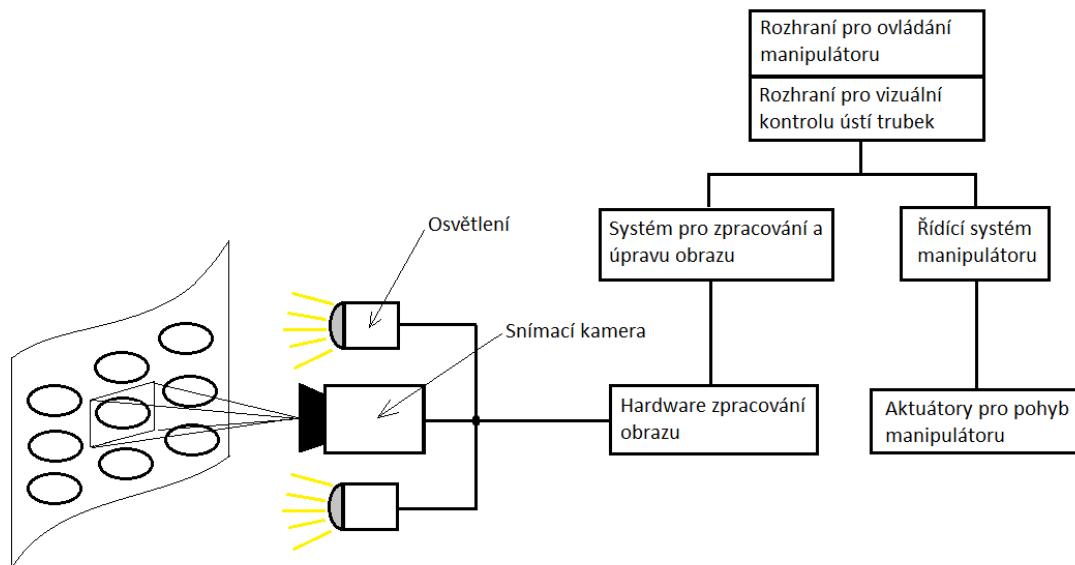 Rozhraní pro ovládání
manipulátoru
Rozhraní pro vizuální
kontrolu ústí trubek
Osvětlení
Systém pro zpracování a
úpravu obrazu
Řídící systém
manipulátoru
Snímací kamera
Hardware zpracování
obrazu
Aktuátory pro pohyb
manipulátoru